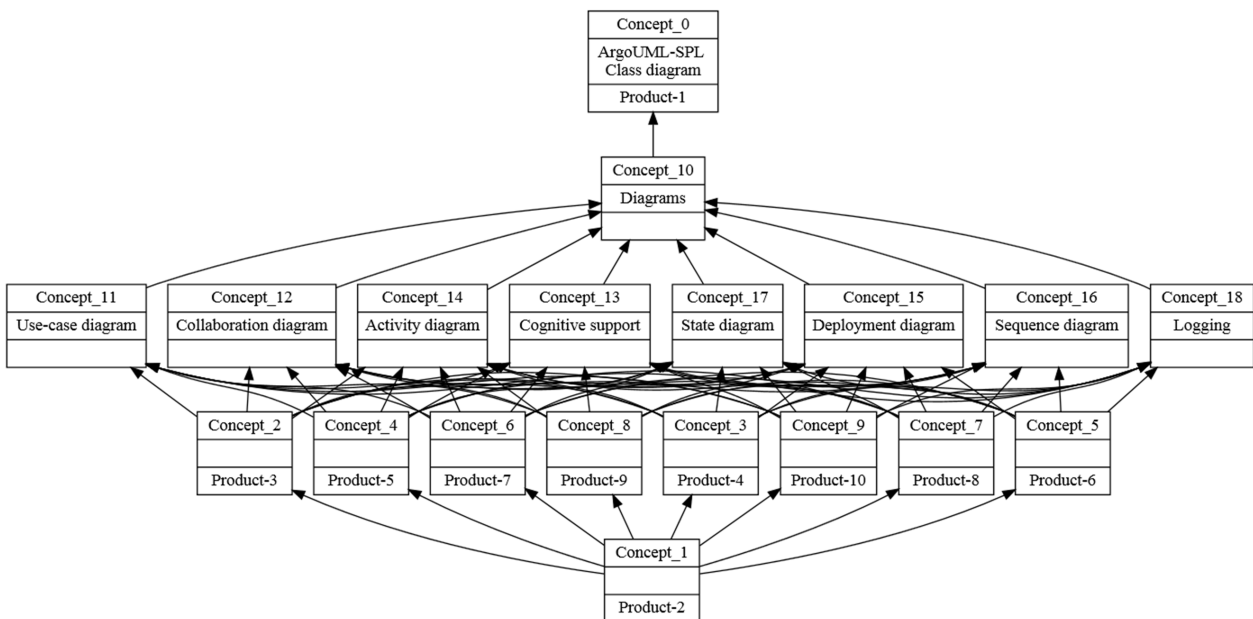 Concept_0
ArgoUML-SPL
Class diagram
Product-1
Concept_10
Diagrams
Concept_11
Use-case diagram
Concept_12
Collaboration diagram
Concept_14
Activity diagram
Concept_13
Cognitive support
Concept_17
State diagram
Concept_15
Deployment diagram
Concept_16
Sequence diagram
Concept_18
Logging
Concept_2
Product-3
Concept_4
Product-5
Concept_6
Product-7
Concept_8
Product-9
Concept_3
Product-4
Concept_9
Product-10
Concept_7
Product-8
Concept_5
Product-6
Concept_1
Product-2